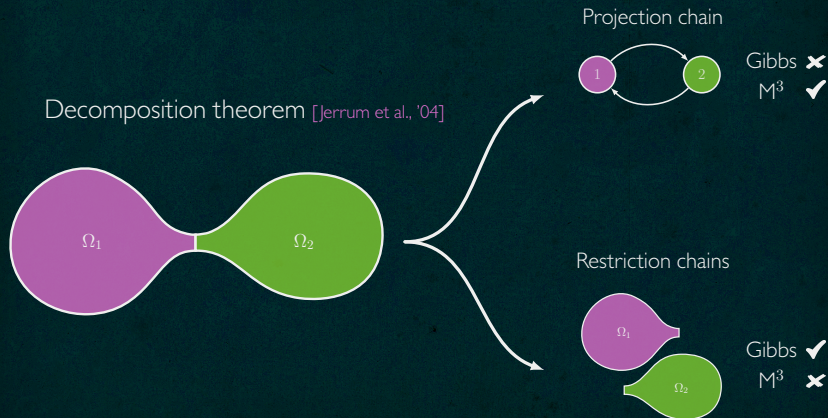 Projection chain
1
2
Gibbs ✘
M³ ✔
Decomposition theorem [Jerrum et al., '04]
Ω₁
Ω₂
Restriction chains
Ω₁
Ω₂
Gibbs ✔
M³ ✘